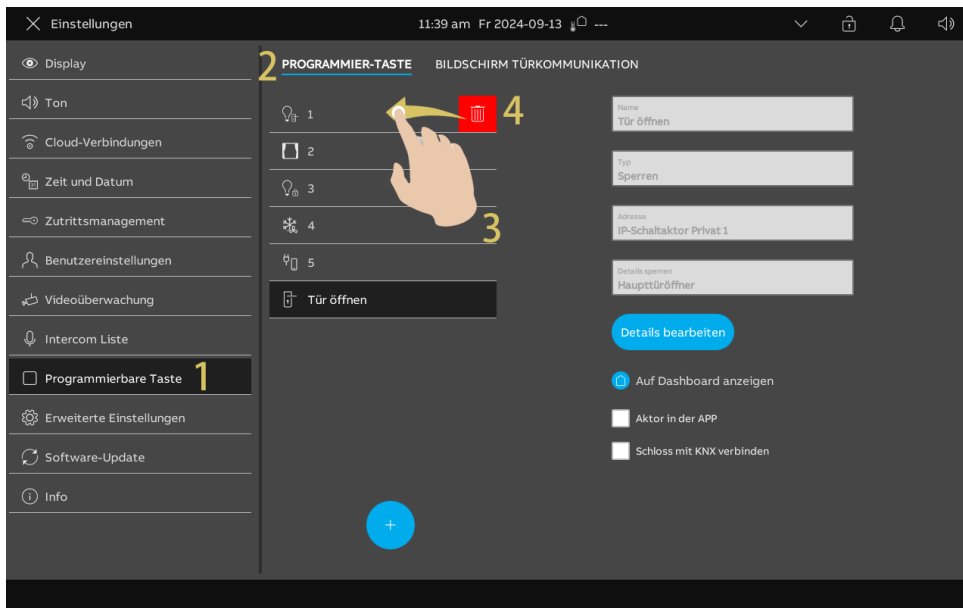 Einstellungen
11:39 am Fr 2024-09-13 ---
Display
Ton
Cloud-Verbindungen
Zeit und Datum
Zutrittsmanagement
Benutzereinstellungen
Videoüberwachung
Intercom Liste
Programmierbare Taste 1
Erweiterte Einstellungen
Software-Update
Info
2 PROGRAMMIER-TASTE BILDSCHIRM TÜRKOMMUNIKATION
1 4
2
3
4 3
5
Tür öffnen
+
Name
Tür öffnen
Typ
Sperren
Adresse
IP-Schaltaktor Privat 1
Details sperren
Haupttüröffner
Details bearbeiten
Auf Dashboard anzeigen
Aktor in der APP
Schloss mit KNX verbinden